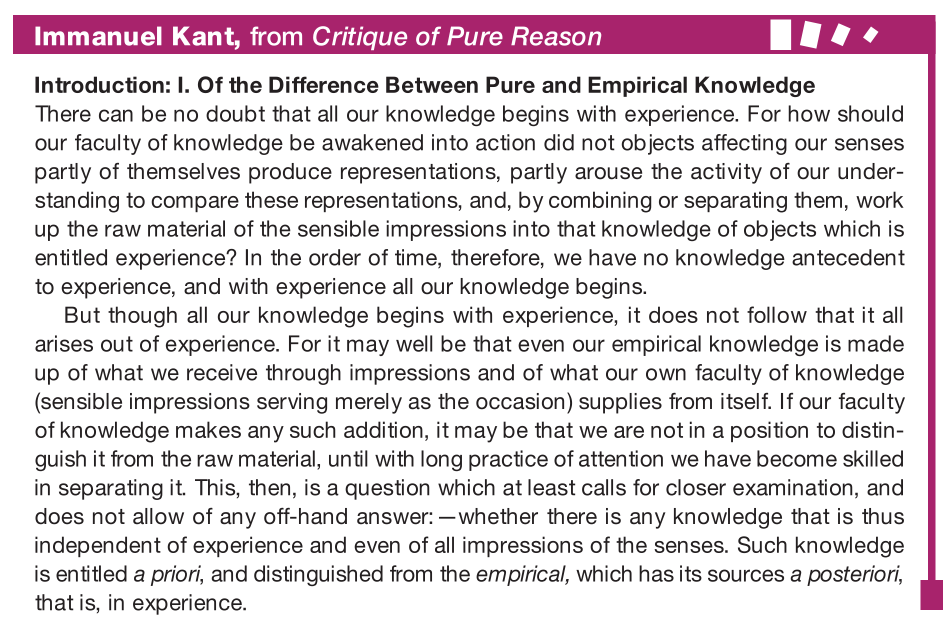 Immanuel Kant, from Critique of Pure Reason
Introduction: I. Of the Difference Between Pure and Empirical Knowledge
There can be no doubt that all our knowledge begins with experience. For how should
our faculty of knowledge be awakened into action did not objects affecting our senses
partly of themselves produce representations, partly arouse the activity of our under-
standing to compare these representations, and, by combining or separating them, work
up the raw material of the sensible impressions into that knowledge of objects which is
entitled experience? In the order of time, therefore, we have no knowledge antecedent
to experience, and with experience all our knowledge begins.
But though all our knowledge begins with experience, it does not follow that it all
arises out of experience. For it may well be that even our empirical knowledge is made
up of what we receive through impressions and of what our own faculty of knowledge
(sensible impressions serving merely as the occasion) supplies from itself. If our faculty
of knowledge makes any such addition, it may be that we are not in a position to distin-
guish it from the raw material, until with long practice of attention we have become skilled
in separating it. This, then, is a question which at least calls for closer examination, and
does not allow of any off-hand answer:—whether there is any knowledge that is thus
independent of experience and even of all impressions of the senses. Such knowledge
is entitled a priori, and distinguished from the empirical, which has its sources a posteriori,
that is, in experience.